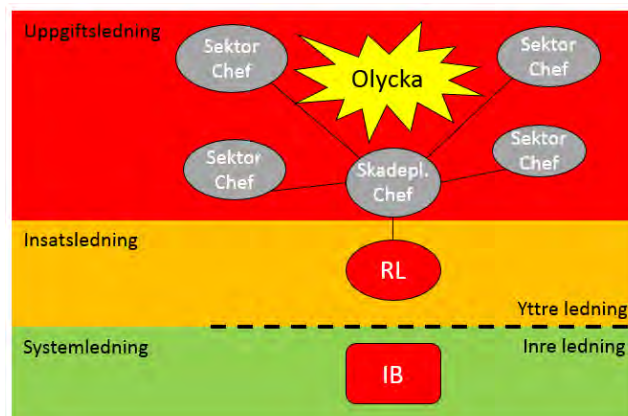 Uppgiftsledning
Sektor
Chef
Olycka
Sektor
Chef
Sektor
Chef
Skadepl.
Chef
Sektor
Chef
Insatsledning
RL
Yttre ledning
Systemledning
Inre ledning
IB